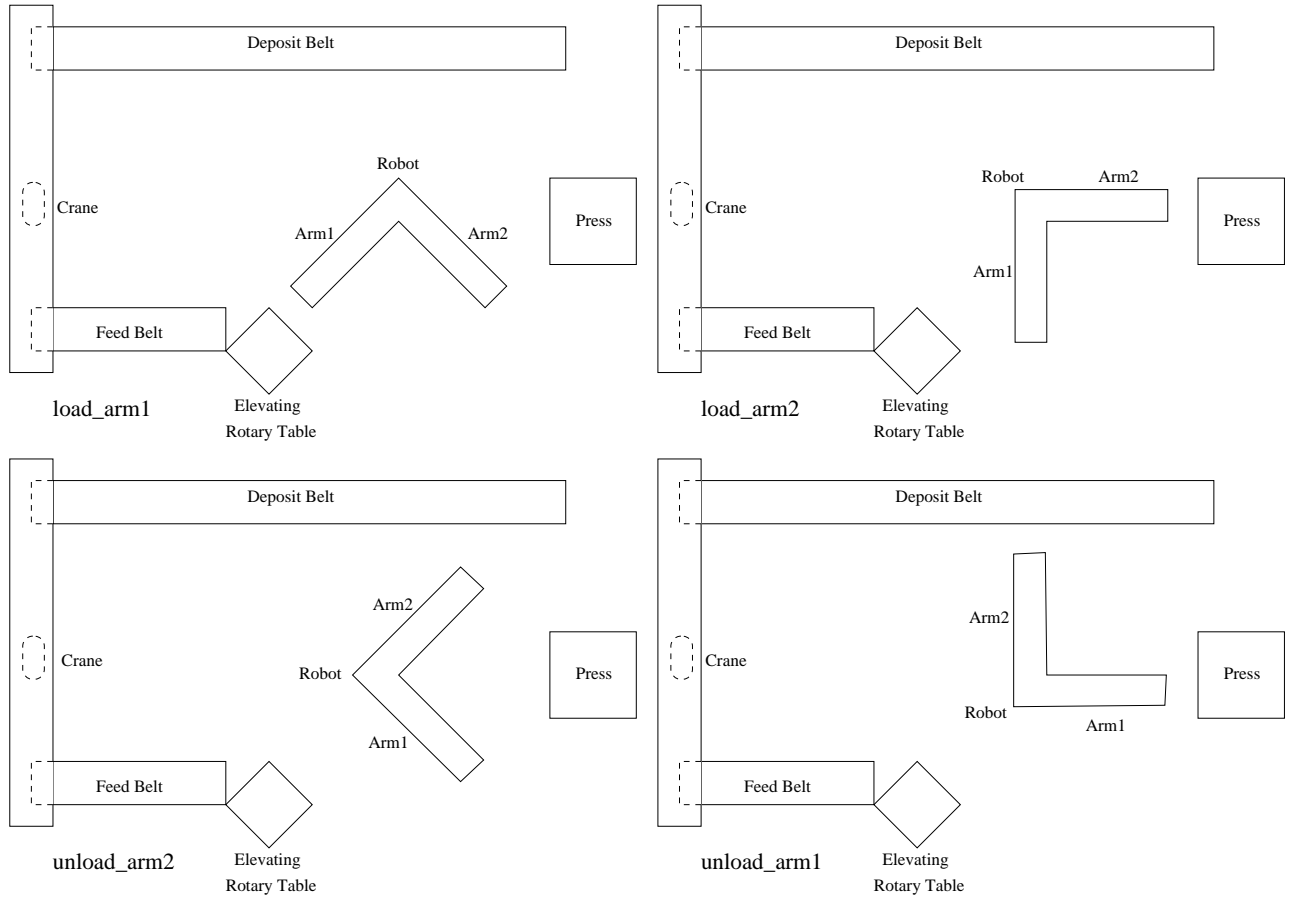 Deposit Belt
Robot
Crane
Arm1
Arm2
Press
Feed Belt
load_arm1
Elevating
Rotary Table
Deposit Belt
Robot
Arm2
Crane
Press
Arm1
Feed Belt
load_arm2
Elevating
Rotary Table
Deposit Belt
Arm2
Crane
Robot
Press
Arm1
Feed Belt
unload_arm2
Elevating
Rotary Table
Deposit Belt
Arm2
Crane
Press
Robot
Arm1
Feed Belt
unload_arm1
Elevating
Rotary Table